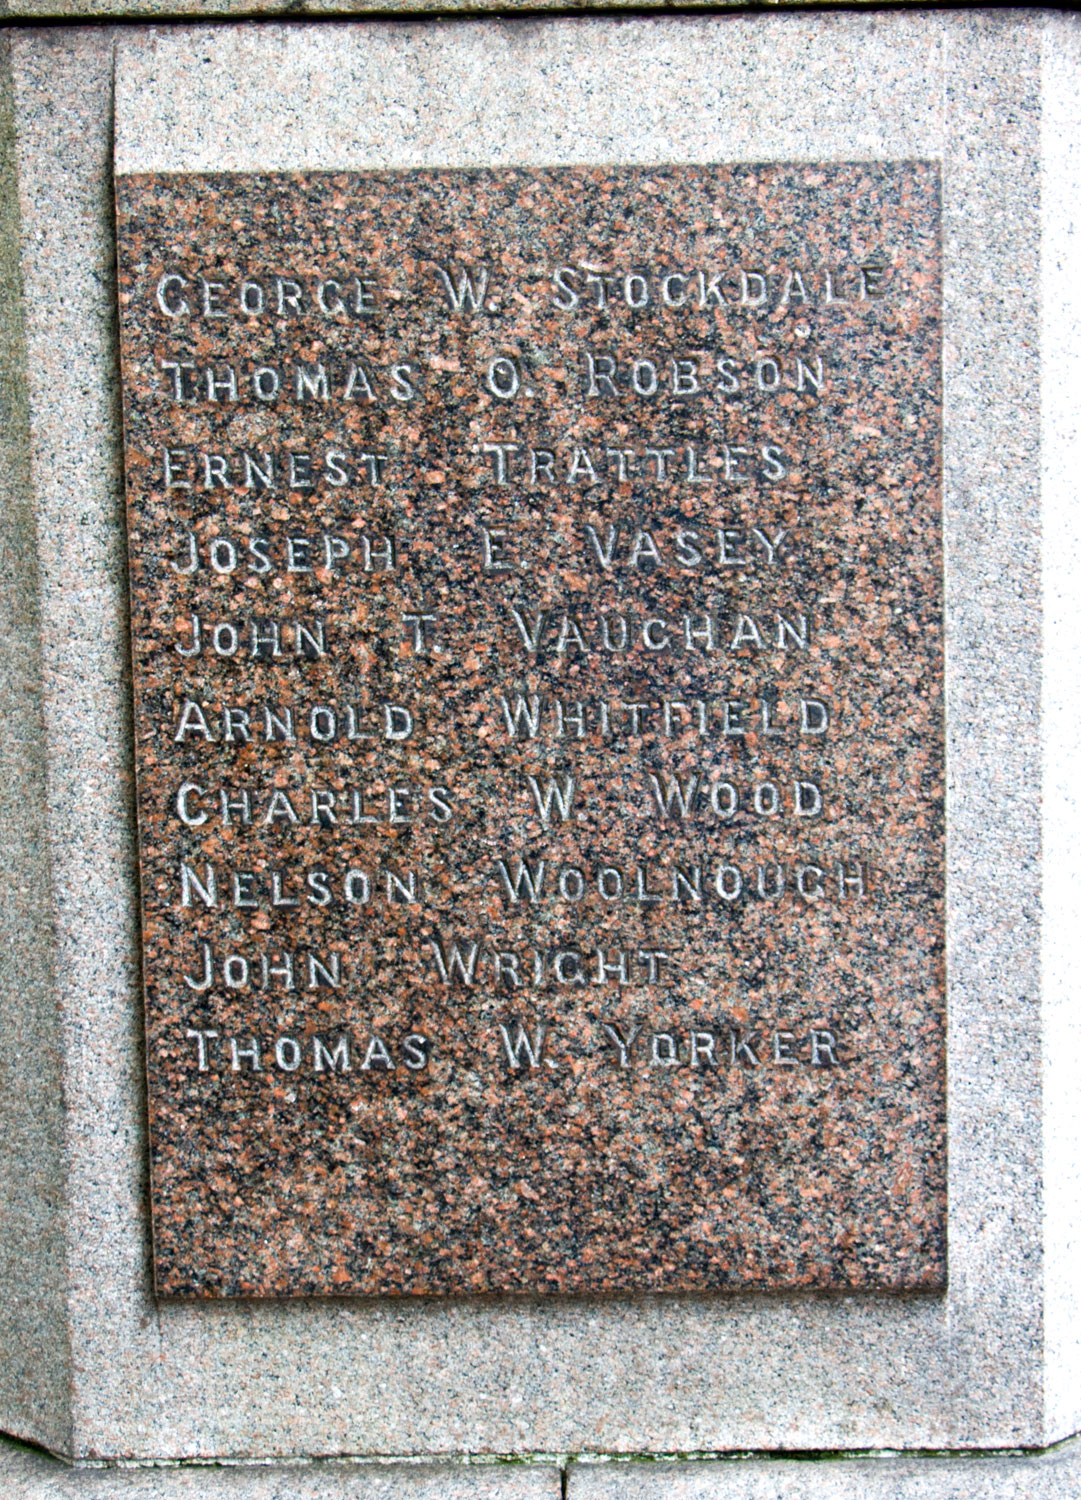 GEORGE W. STOCKDALE
THOMAS O. ROBSON
ERNEST TRATTLES
JOSEPH E. VASEY
JOHN T. VAUGHAN
ARNOLD WHITFIELD
CHARLES W. WOOD
NELSON WOOLNOUGH
JOHN WRIGHT
THOMAS W. YORKER